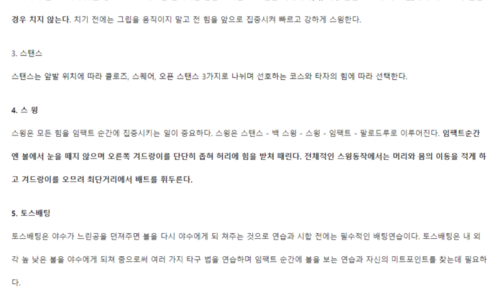 경우 치지 않는다. 치기 전에는 그립을 움직이지 말고 전 힘을 앞으로 집중시켜 빠르고 강하게 스윙한다.
3. 스탠스
스탠스는 앞발 위치에 따라 클로즈, 스퀘어, 오픈 스탠스 3가지로 나뉘며 선호하는 코스와 타자의 힘에 따라 선택한다.
4. 스 윙
스윙은 모든 힘을 임팩트 순간에 집중시키는 일이 중요하다. 스윙은 스탠스 - 백 스윙 - 스윙 - 임팩트 - 팔로드루로 이루어진다. 임팩트순간
엔 볼에서 눈을 떼지 않으며 오른쪽 겨드랑이를 단단히 좁혀 허리에 힘을 받쳐 때린다. 전체적인 스윙동작에서는 머리와 몸의 이동을 적게 하
고 겨드랑이를 오므려 최단거리에서 배트를 휘두른다.
5. 토스배팅
토스배팅은 야수가 느린공을 던져주면 볼을 다시 야수에게 되 쳐주는 것으로 연습과 시합 전에는 필수적인 배팅연습이다. 토스배팅은 내 외
각 높 낮은 볼을 야수에게 되쳐 줌으로써 여러 가지 타구 법을 연습하며 임팩트 순간에 볼을 보는 연습과 자신의 미트포인트를 찾는데 필요하
다.